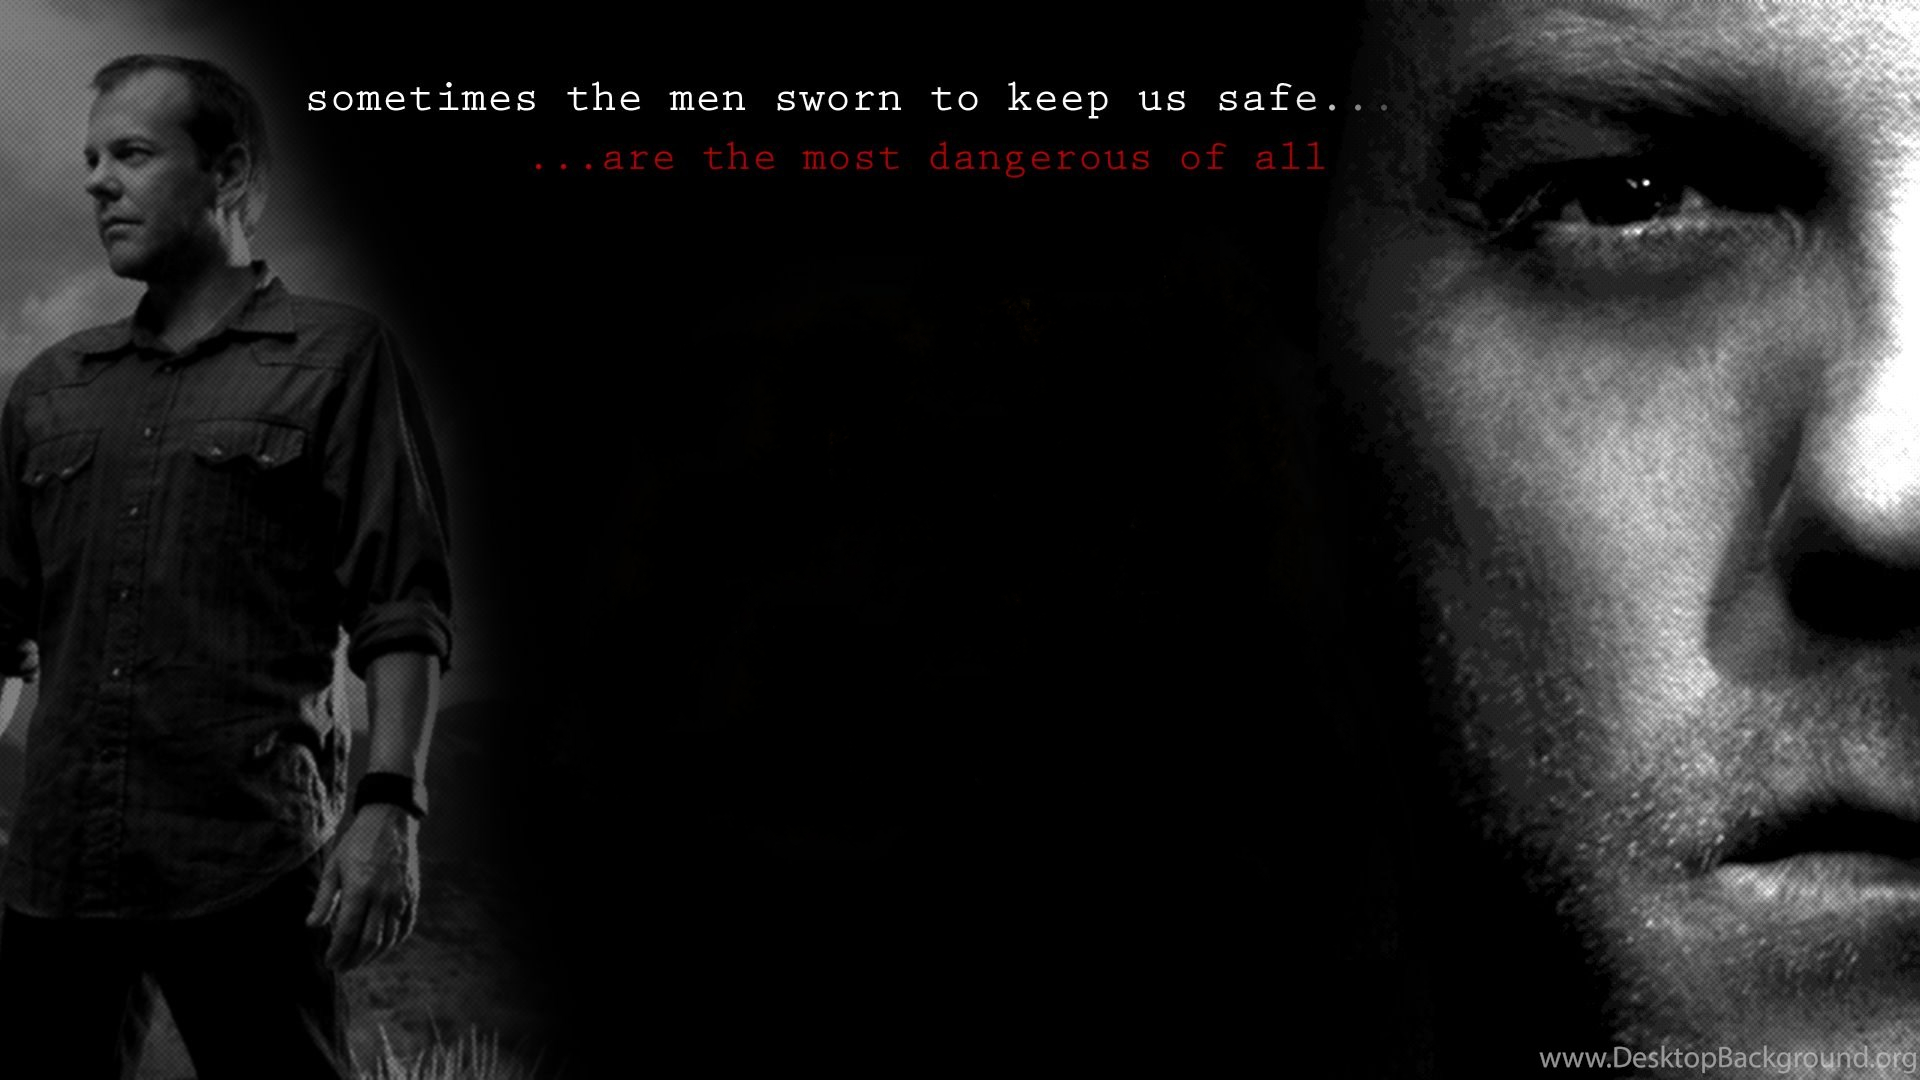 sometimes the men sworn to keep us safe...
...are the most dangerous of all
www.DesktopBackground.org